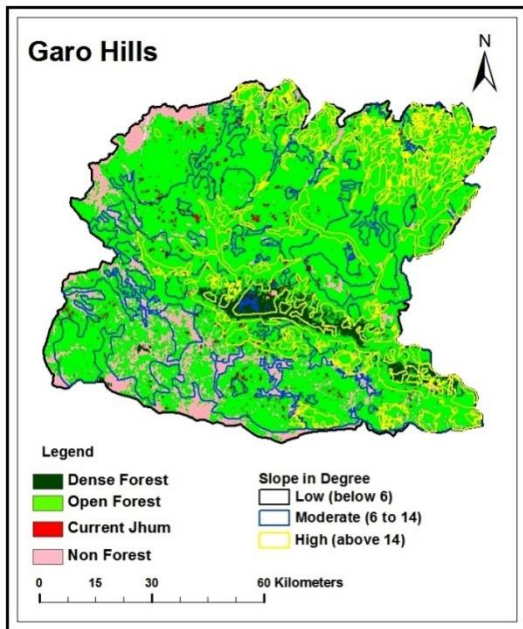 Garo Hills
N
Legend
Dense Forest
Open Forest
Current Jhum
Non Forest
Slope in Degree
Low (below 6)
Moderate (6 to 14)
High (above 14)
0 30 60 Kilometers